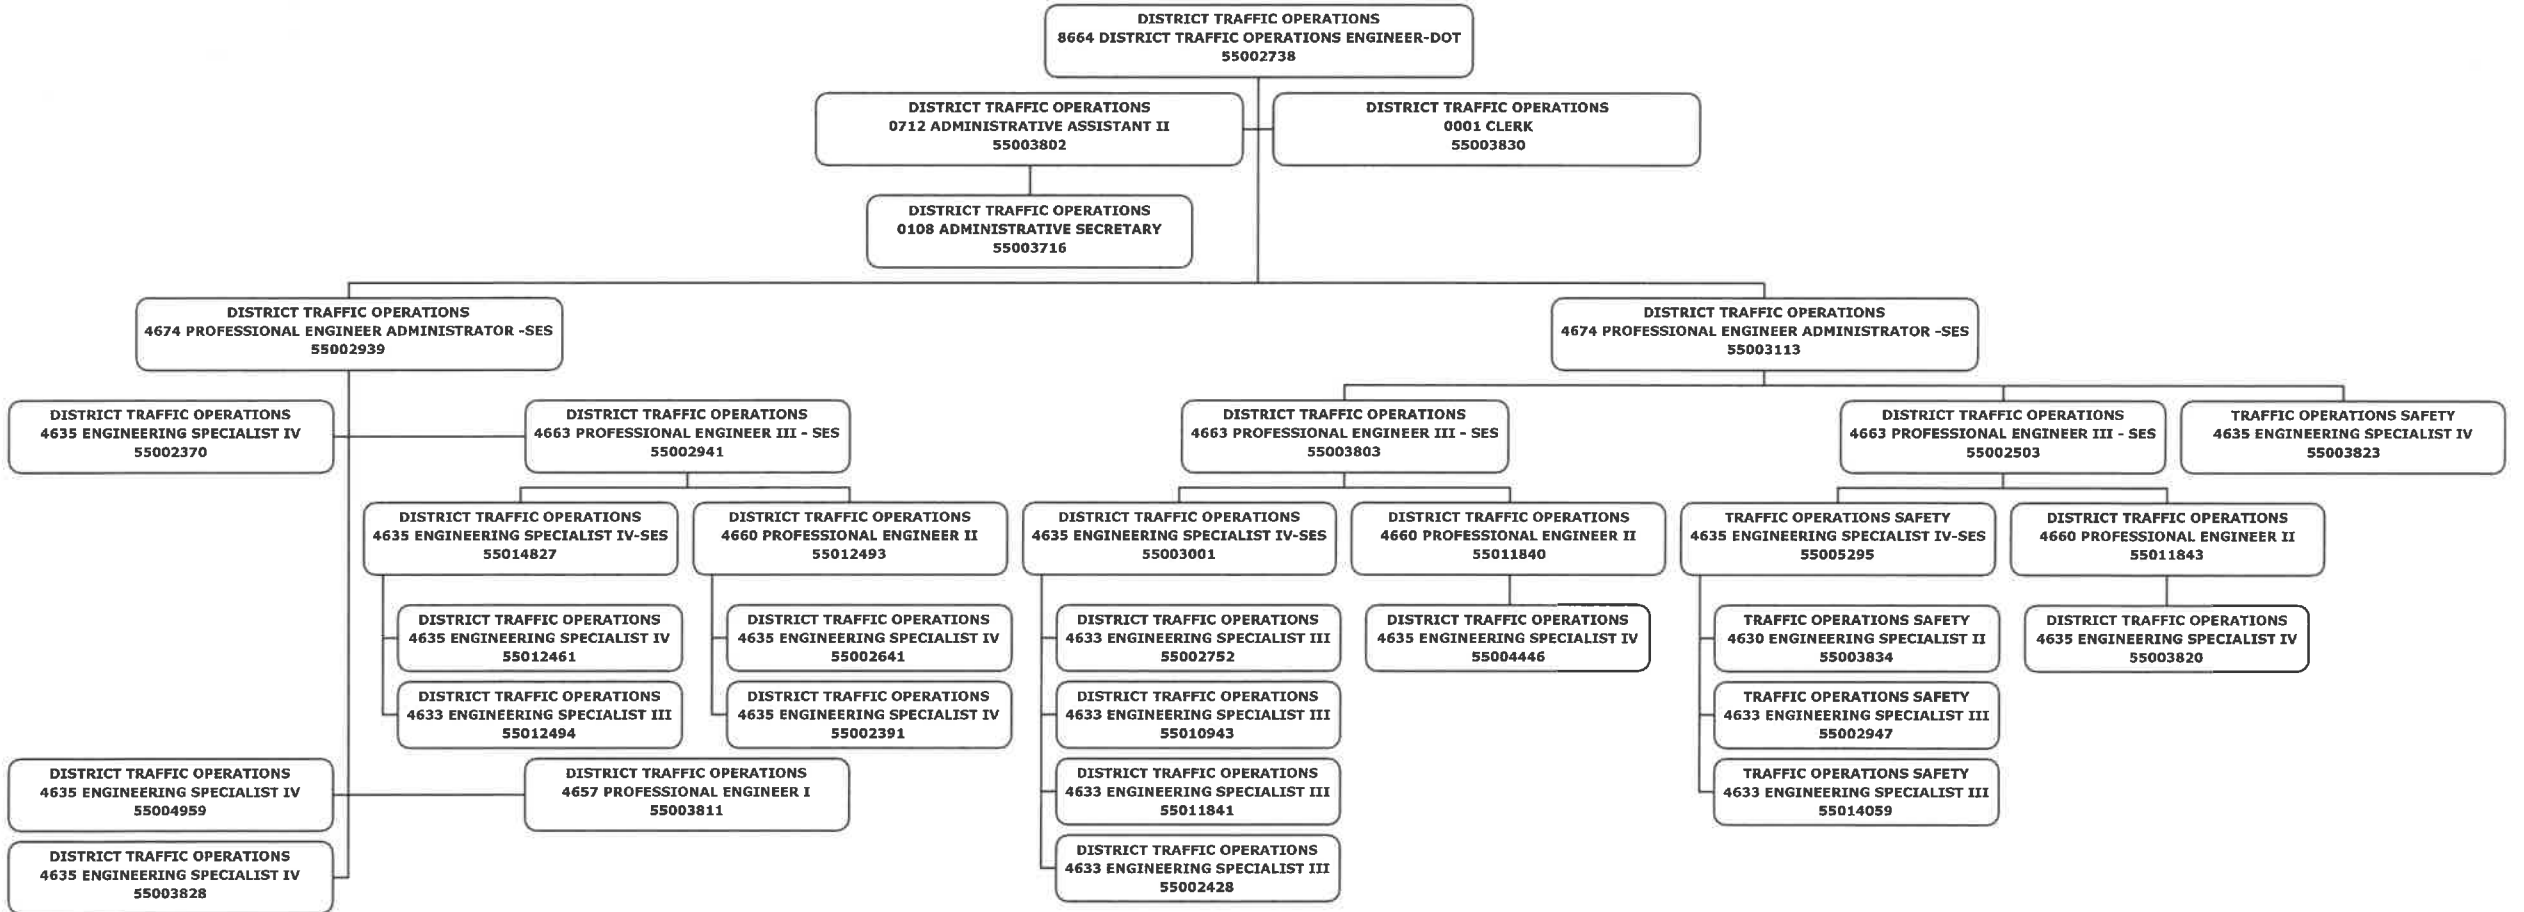 DISTRICT TRAFFIC OPERATIONS
8664 DISTRICT TRAFFIC OPERATIONS ENGINEER-DOT
55002738
DISTRICT TRAFFIC OPERATIONS
0712 ADMINISTRATIVE ASSISTANT II
55003802
DISTRICT TRAFFIC OPERATIONS
0001 CLERK
55003830
DISTRICT TRAFFIC OPERATIONS
0108 ADMINISTRATIVE SECRETARY
55003716
DISTRICT TRAFFIC OPERATIONS
4674 PROFESSIONAL ENGINEER ADMINISTRATOR -SES
55002939
DISTRICT TRAFFIC OPERATIONS
4674 PROFESSIONAL ENGINEER ADMINISTRATOR -SES
55003113
DISTRICT TRAFFIC OPERATIONS
4635 ENGINEERING SPECIALIST IV
55002370
DISTRICT TRAFFIC OPERATIONS
4663 PROFESSIONAL ENGINEER III - SES
55002941
DISTRICT TRAFFIC OPERATIONS
4663 PROFESSIONAL ENGINEER III - SES
55003803
DISTRICT TRAFFIC OPERATIONS
4663 PROFESSIONAL ENGINEER III - SES
55002503
TRAFFIC OPERATIONS SAFETY
4635 ENGINEERING SPECIALIST IV
55003823
DISTRICT TRAFFIC OPERATIONS
4635 ENGINEERING SPECIALIST IV-SES
55014827
DISTRICT TRAFFIC OPERATIONS
4660 PROFESSIONAL ENGINEER II
55012493
DISTRICT TRAFFIC OPERATIONS
4635 ENGINEERING SPECIALIST IV-SES
55003001
DISTRICT TRAFFIC OPERATIONS
4660 PROFESSIONAL ENGINEER II
55011840
TRAFFIC OPERATIONS SAFETY
4635 ENGINEERING SPECIALIST IV-SES
55005295
DISTRICT TRAFFIC OPERATIONS
4660 PROFESSIONAL ENGINEER II
55011843
DISTRICT TRAFFIC OPERATIONS
4635 ENGINEERING SPECIALIST IV
55012461
DISTRICT TRAFFIC OPERATIONS
4635 ENGINEERING SPECIALIST IV
55002641
DISTRICT TRAFFIC OPERATIONS
4633 ENGINEERING SPECIALIST III
55002752
DISTRICT TRAFFIC OPERATIONS
4635 ENGINEERING SPECIALIST IV
55004446
TRAFFIC OPERATIONS SAFETY
4630 ENGINEERING SPECIALIST II
55003834
DISTRICT TRAFFIC OPERATIONS
4635 ENGINEERING SPECIALIST IV
55003820
DISTRICT TRAFFIC OPERATIONS
4633 ENGINEERING SPECIALIST III
55012494
DISTRICT TRAFFIC OPERATIONS
4635 ENGINEERING SPECIALIST IV
55002391
DISTRICT TRAFFIC OPERATIONS
4633 ENGINEERING SPECIALIST III
55010943
TRAFFIC OPERATIONS SAFETY
4633 ENGINEERING SPECIALIST III
55002947
DISTRICT TRAFFIC OPERATIONS
4635 ENGINEERING SPECIALIST IV
55004959
DISTRICT TRAFFIC OPERATIONS
4657 PROFESSIONAL ENGINEER I
55003811
DISTRICT TRAFFIC OPERATIONS
4633 ENGINEERING SPECIALIST III
55011841
TRAFFIC OPERATIONS SAFETY
4633 ENGINEERING SPECIALIST III
55014059
DISTRICT TRAFFIC OPERATIONS
4635 ENGINEERING SPECIALIST IV
55003828
DISTRICT TRAFFIC OPERATIONS
4633 ENGINEERING SPECIALIST III
55002428